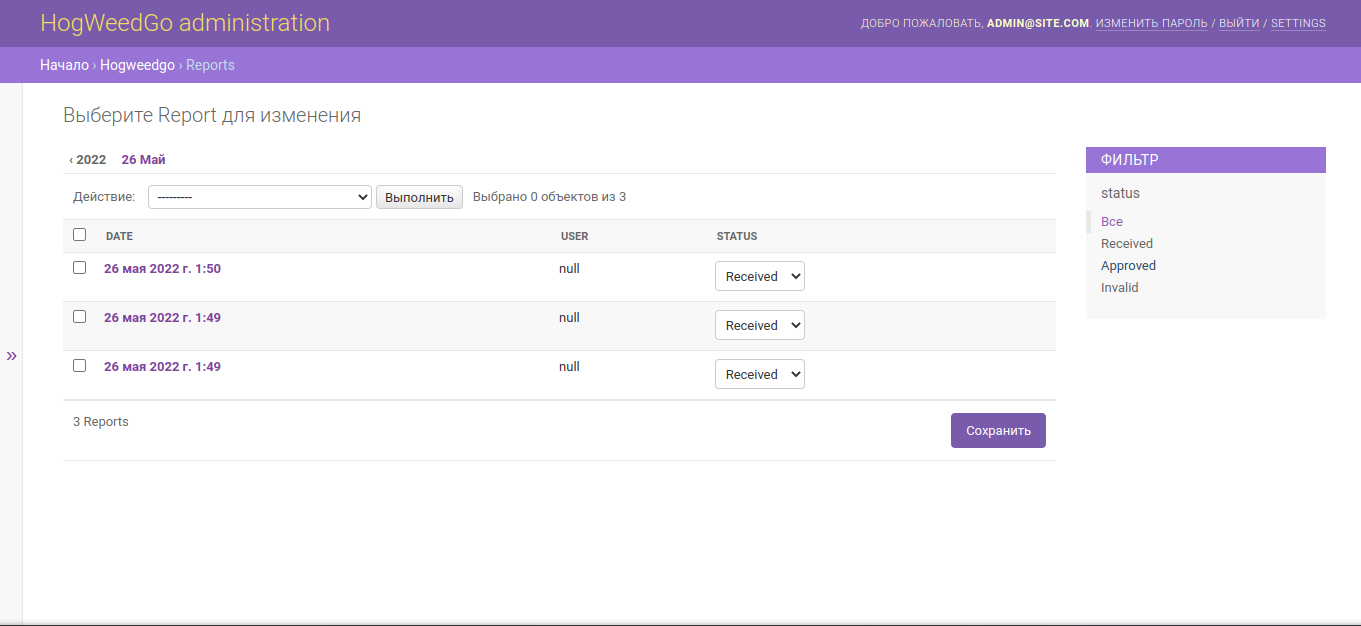 HogWeedGo administration
ДОБРО ПОЖАЛОВАТЬ, ADMIN@SITE.COM. ИЗМЕНИТЬ ПАРОЛЬ / ВЫЙТИ / SETTINGS
Начало › Hogweedgo › Reports
Выберите Report для изменения
‹ 2022 26 Май
Действие: --------- Выполнить Выбрано 0 объектов из 3
DATE USER STATUS
26 мая 2022 г. 1:50 null Received
26 мая 2022 г. 1:49 null Received
26 мая 2022 г. 1:49 null Received
3 Reports
Сохранить
ФИЛЬТР
status
Все
Received
Approved
Invalid
»